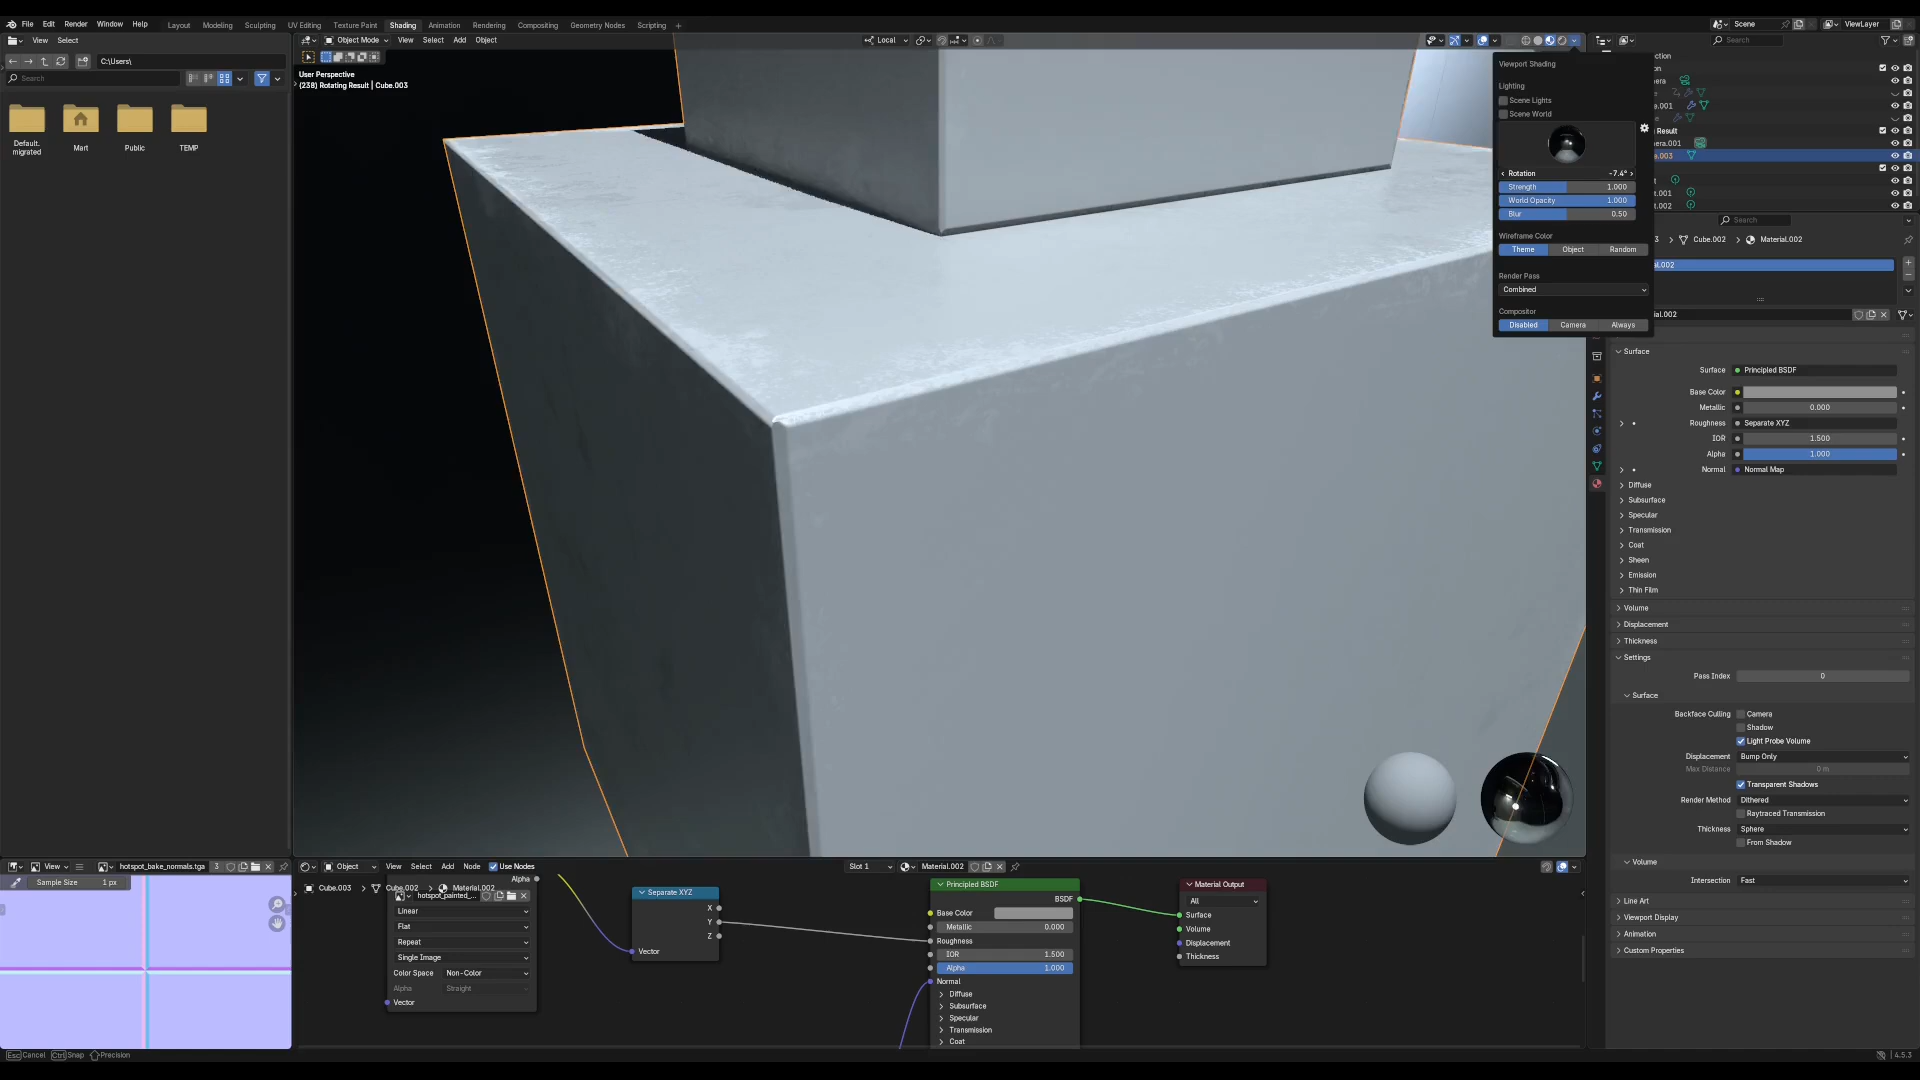 File Edit Render Window Help
Layout Modeling Sculpting UV Editing Texture Paint Shading Animation Rendering Compositing Geometry Nodes Scripting +
Scene
ViewLayer
View Select
Object Mode View Select Add Object
Local
Search
C:\Users\
Search
Default.migrated
Mart
Public
TEMP
User Perspective
(238) Rotating Result | Cube.003
Viewport Shading
Lighting
Scene Lights
Scene World
Rotation -7.4°
Strength 1.000
World Opacity 1.000
Blur 0.50
Wireframe Color
Theme Object Random
Render Pass
Combined
Compositor
Disabled Camera Always
Search
Cube.002 Material.002
Surface
Surface Principled BSDF
Base Color
Metallic 0.000
Roughness Separate XYZ
IOR 1.500
Alpha 1.000
Normal Normal Map
Diffuse
Subsurface
Specular
Transmission
Coat
Sheen
Emission
Thin Film
Volume
Displacement
Thickness
Settings
Pass Index 0
Surface
Backface Culling Camera
Shadow
Light Probe Volume
Displacement Bump Only
Max Distance 0 m
Transparent Shadows
Render Method Dithered
Raytraced Transmission
Thickness Sphere
From Shadow
Volume
Intersection Fast
Line Art
Viewport Display
Animation
Custom Properties
View hotspot_bake_normals.tga 3
Sample Size 1 px
Object View Select Add Node Use Nodes
Slot 1 Material.002
Cube.003 Cube.002 Material.002
Alpha
hotspot_painted_...
Linear
Flat
Repeat
Single Image
Color Space Non-Color
Alpha Straight
Vector
Separate XYZ
X
Y
Z
Vector
Principled BSDF
BSDF
Base Color
Metallic 0.000
Roughness
IOR 1.500
Alpha 1.000
Normal
Diffuse
Subsurface
Specular
Transmission
Coat
Material Output
All
Surface
Volume
Displacement
Thickness
Esc Cancel Ctrl Snap Precision
4.5.3